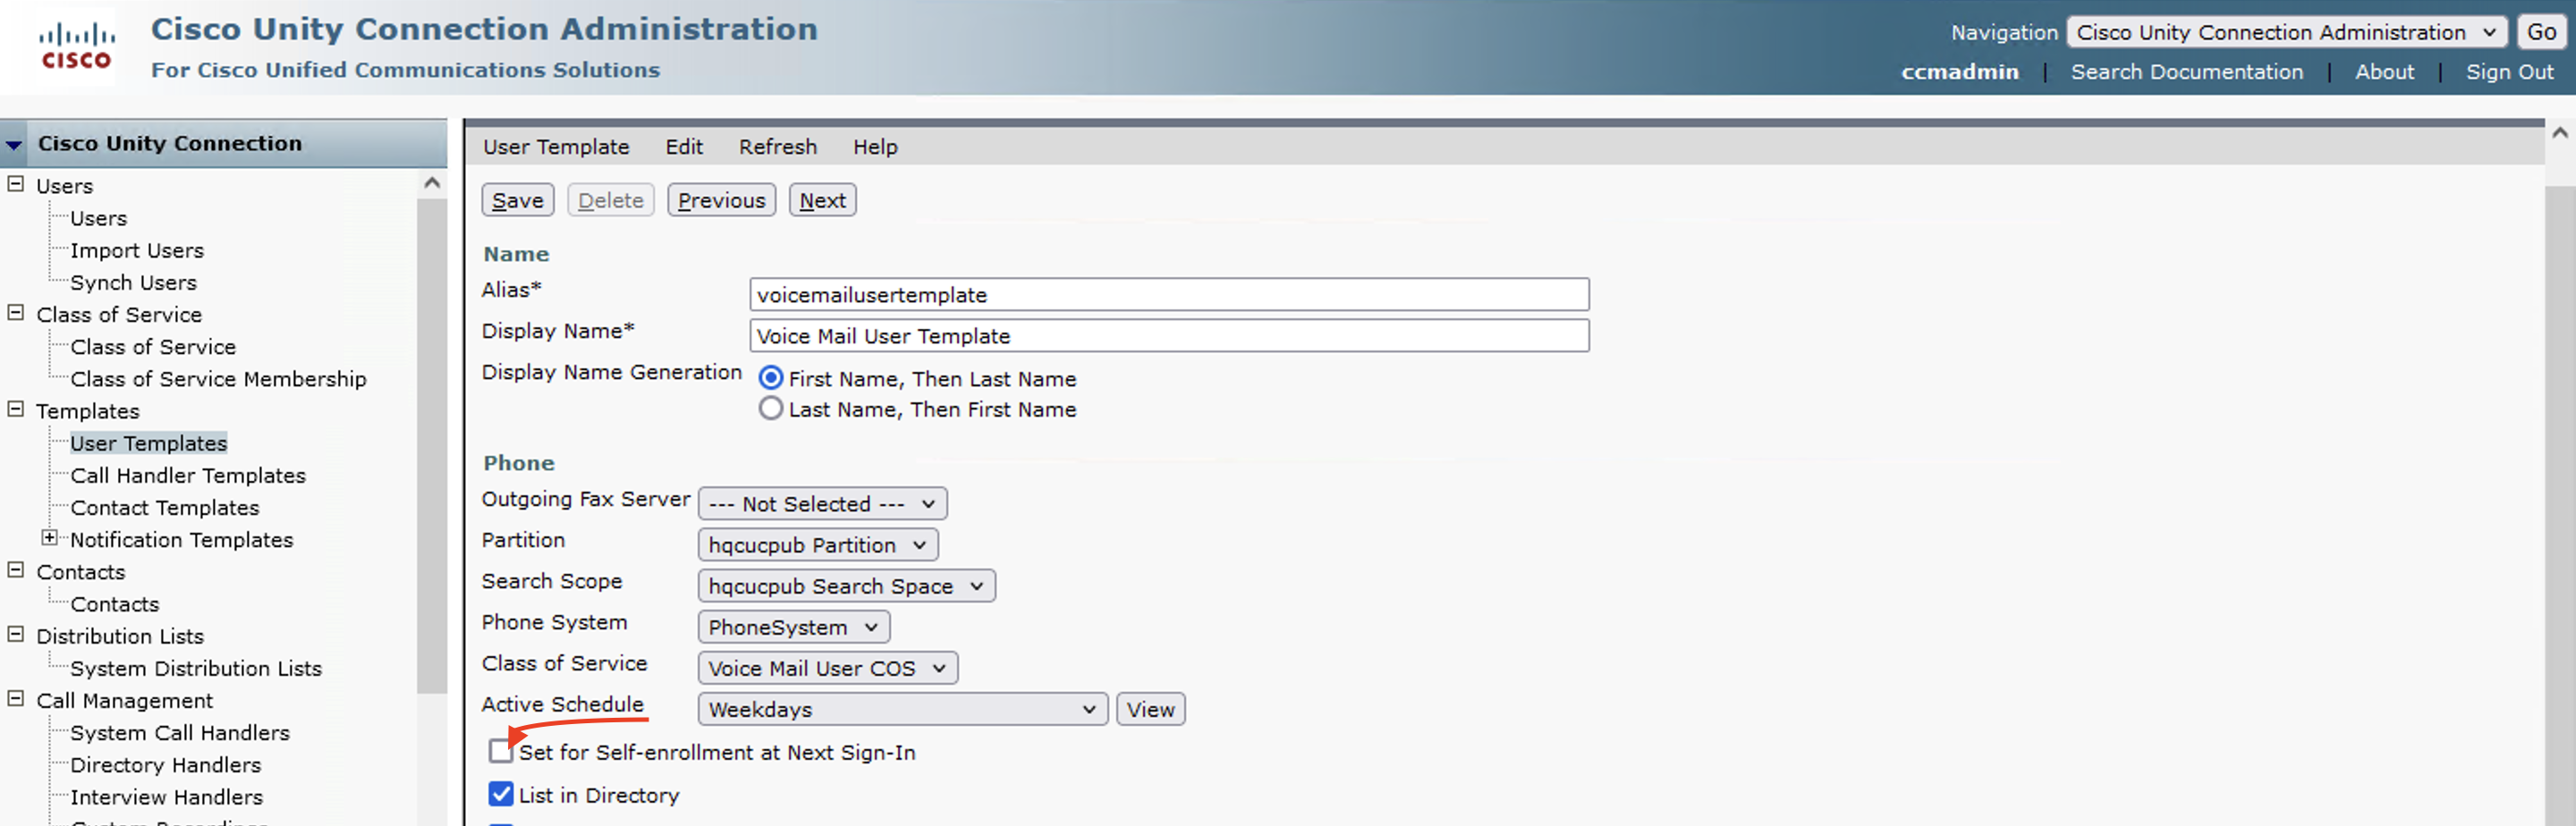 Cisco Unity Connection Administration
For Cisco Unified Communications Solutions
CISCO
Navigation Cisco Unity Connection Administration Go
ccmadmin | Search Documentation | About | Sign Out
Cisco Unity Connection
Users
Users
Import Users
Synch Users
Class of Service
Class of Service
Class of Service Membership
Templates
User Templates
Call Handler Templates
Contact Templates
Notification Templates
Contacts
Contacts
Distribution Lists
System Distribution Lists
Call Management
System Call Handlers
Directory Handlers
Interview Handlers
User Template Edit Refresh Help
Save Delete Previous Next
Name
Alias* voicemailusertemplate
Display Name* Voice Mail User Template
Display Name Generation First Name, Then Last Name
Last Name, Then First Name
Phone
Outgoing Fax Server --- Not Selected ---
Partition hqcucpub Partition
Search Scope hqcucpub Search Space
Phone System PhoneSystem
Class of Service Voice Mail User COS
Active Schedule Weekdays View
Set for Self-enrollment at Next Sign-In
List in Directory